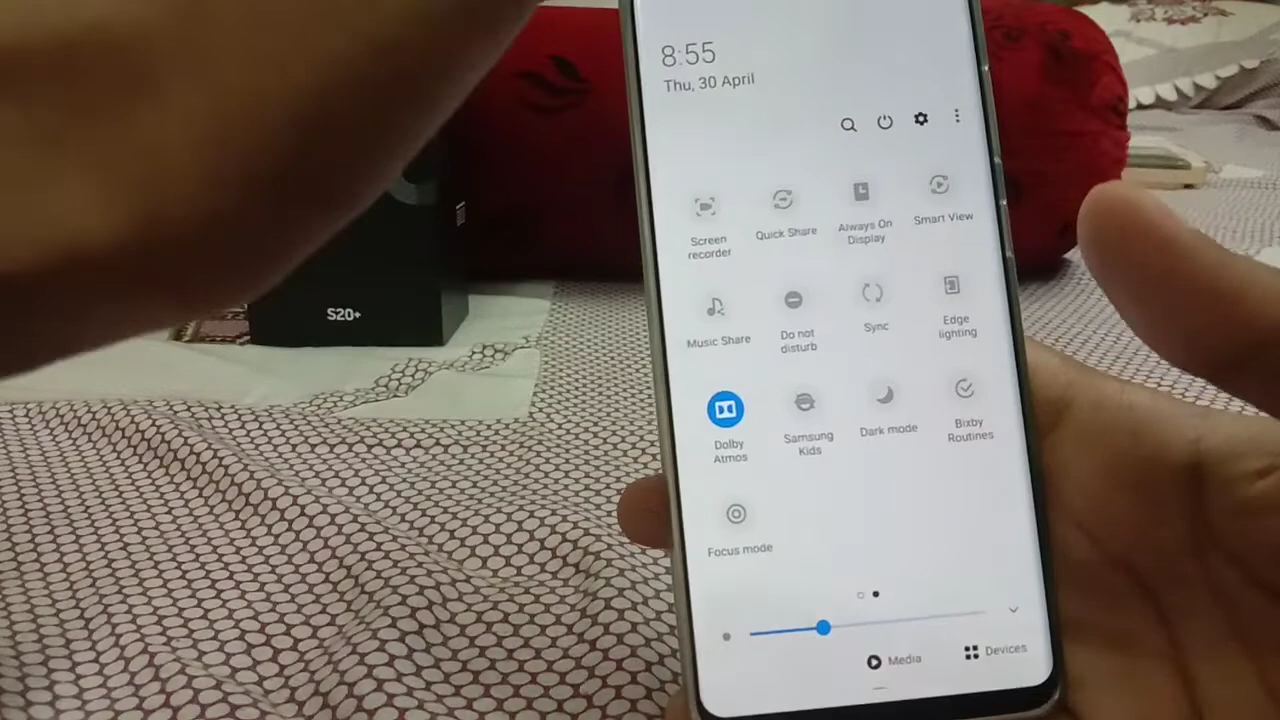 8:55
Thu, 30 April
Screen
recorder
Quick Share
Always On
Display
Smart View
Music Share
Do not
disturb
Sync
Edge
lighting
Dolby
Atmos
Samsung
Kids
Dark mode
Bixby
Routines
Focus mode
Media
Devices
S20+